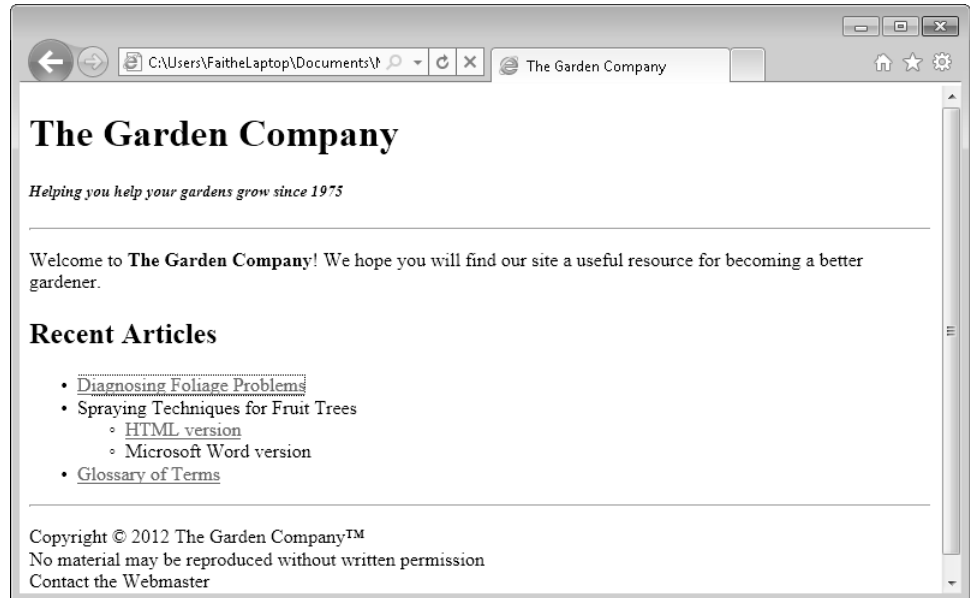 C:\Users\FaitheLaptop\Documents\
The Garden Company
The Garden Company
Helping you help your gardens grow since 1975
Welcome to The Garden Company! We hope you will find our site a useful resource for becoming a better
gardener.
Recent Articles
• Diagnosing Foliage Problems
• Spraying Techniques for Fruit Trees
◦ HTML version
◦ Microsoft Word version
• Glossary of Terms
Copyright © 2012 The Garden Company™
No material may be reproduced without written permission
Contact the Webmaster